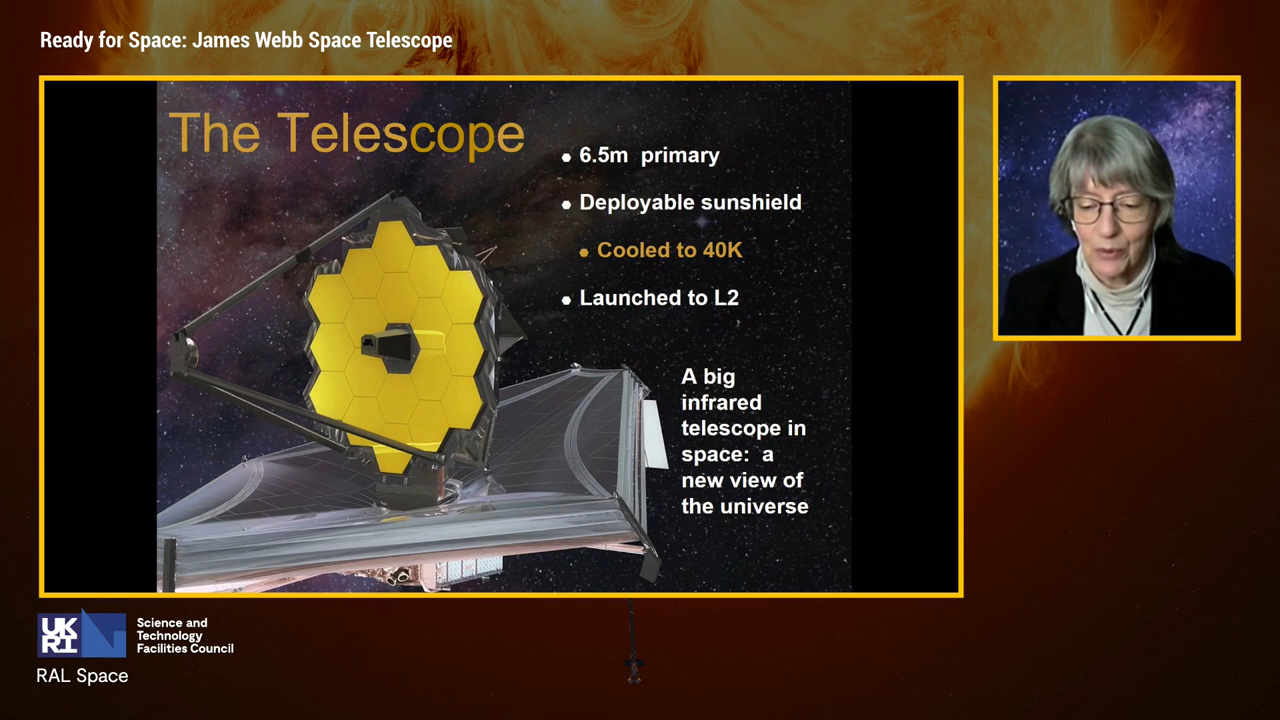 Ready for Space: James Webb Space Telescope
The Telescope
6.5m primary
Deployable sunshield
Cooled to 40K
Launched to L2
A big
infrared
telescope in
space: a
new view of
the universe
UK
RI
Science and
Technology
Facilities Council
RAL Space